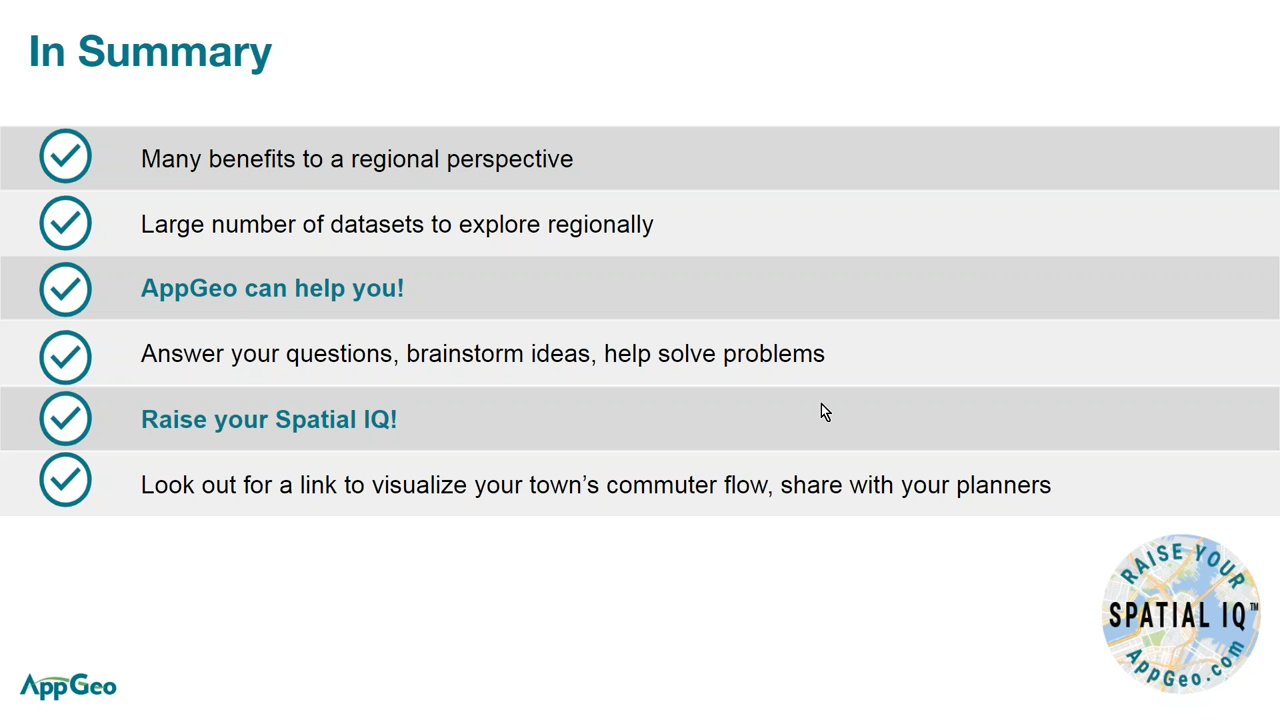 In Summary
Many benefits to a regional perspective
Large number of datasets to explore regionally
AppGeo can help you!
Answer your questions, brainstorm ideas, help solve problems
Raise your Spatial IQ!
Look out for a link to visualize your town’s commuter flow, share with your planners
RAISE YOUR
SPATIAL IQ™
AppGeo.com
AppGeo